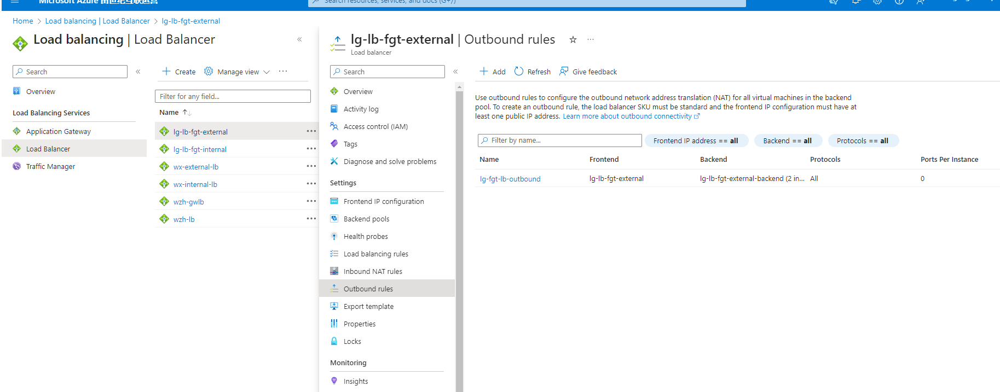 Microsoft Azure 由世纪互联运营
Search resources, services, and docs (G+/)
Home > Load balancing | Load Balancer > lg-lb-fgt-external
Load balancing | Load Balancer
«
Search
«
Overview
Load Balancing Services
Application Gateway
Load Balancer
Traffic Manager
Create
Manage view
...
Filter for any field...
Name ↑↓
lg-lb-fgt-external
lg-lb-fgt-internal
wx-external-lb
wx-internal-lb
wzh-gwlb
wzh-lb
lg-lb-fgt-external | Outbound rules
...
Load balancer
Search
«
Overview
Activity log
Access control (IAM)
Tags
Diagnose and solve problems
Settings
Frontend IP configuration
Backend pools
Health probes
Load balancing rules
Inbound NAT rules
Outbound rules
Export template
Properties
Locks
Monitoring
Insights
Add
Refresh
Give feedback
Use outbound rules to configure the outbound network address translation (NAT) for all virtual machines in the backend
pool. To create an outbound rule, the load balancer SKU must be standard and the frontend IP configuration must have at
least one public IP address. Learn more about outbound connectivity
Filter by name...
Frontend IP address == all
Backend == all
Protocols == all
Name Frontend Backend Protocols Ports Per Instance
lg-fgt-lb-outbound lg-lb-fgt-external lg-lb-fgt-external-backend (2 in... All 0